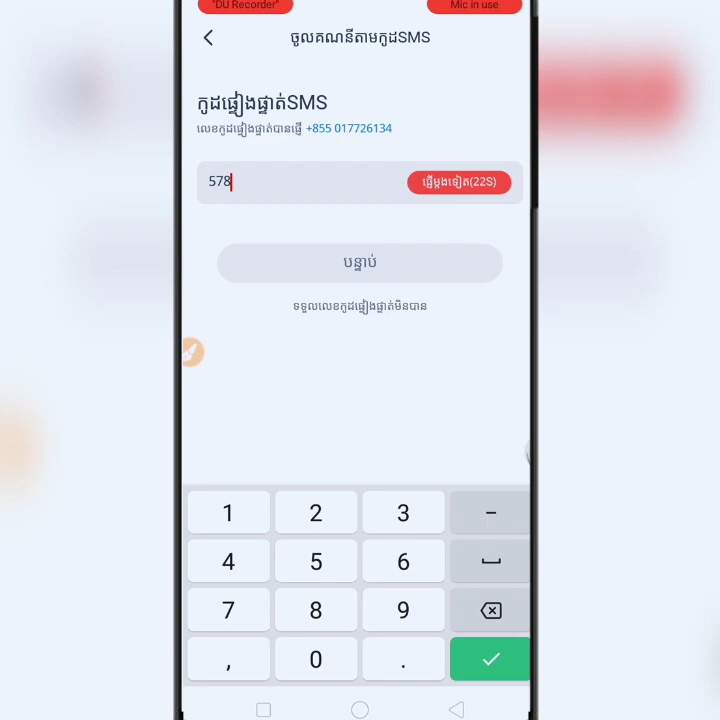 "DU Recorder"
Mic in use
ចូលគណនីតាមកូដSMS
កូដផ្ទៀងផ្ទាត់SMS
លេខកូដផ្ទៀងផ្ទាត់បានផ្ញើ +855 017726134
578
ផ្ញើម្តងទៀត(22S)
បន្ទាប់
ទទួលលេខកូដផ្ទៀងផ្ទាត់មិនបាន
1 2 3 –
4 5 6
7 8 9
, 0 .